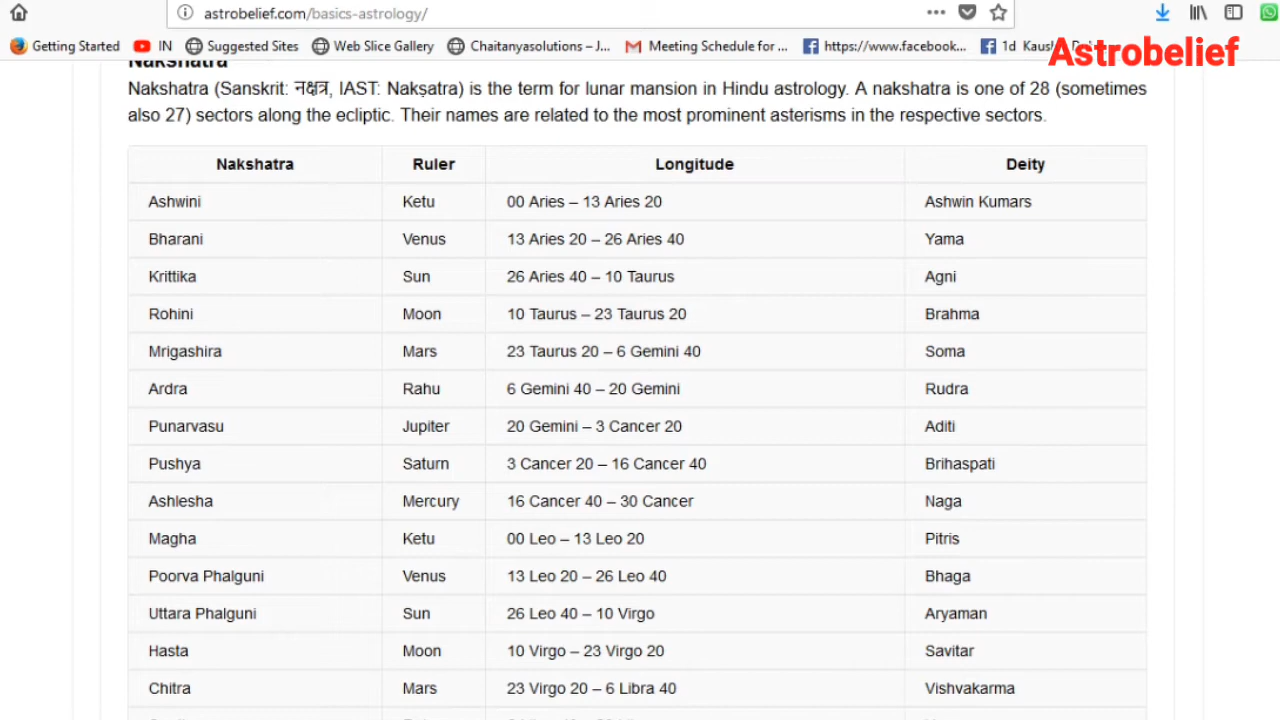 astrobelief.com/basics-astrology/
Getting Started IN Suggested Sites Web Slice Gallery Chaitanyasolutions – J... Meeting Schedule for ... https://www.facebook... 1d
Astrobelief
Nakshatra
Nakshatra (Sanskrit: नक्षत्र, IAST: Nakṣatra) is the term for lunar mansion in Hindu astrology. A nakshatra is one of 28 (sometimes
also 27) sectors along the ecliptic. Their names are related to the most prominent asterisms in the respective sectors.
Nakshatra Ruler Longitude Deity
Ashwini Ketu 00 Aries – 13 Aries 20 Ashwin Kumars
Bharani Venus 13 Aries 20 – 26 Aries 40 Yama
Krittika Sun 26 Aries 40 – 10 Taurus Agni
Rohini Moon 10 Taurus – 23 Taurus 20 Brahma
Mrigashira Mars 23 Taurus 20 – 6 Gemini 40 Soma
Ardra Rahu 6 Gemini 40 – 20 Gemini Rudra
Punarvasu Jupiter 20 Gemini – 3 Cancer 20 Aditi
Pushya Saturn 3 Cancer 20 – 16 Cancer 40 Brihaspati
Ashlesha Mercury 16 Cancer 40 – 30 Cancer Naga
Magha Ketu 00 Leo – 13 Leo 20 Pitris
Poorva Phalguni Venus 13 Leo 20 – 26 Leo 40 Bhaga
Uttara Phalguni Sun 26 Leo 40 – 10 Virgo Aryaman
Hasta Moon 10 Virgo – 23 Virgo 20 Savitar
Chitra Mars 23 Virgo 20 – 6 Libra 40 Vishvakarma